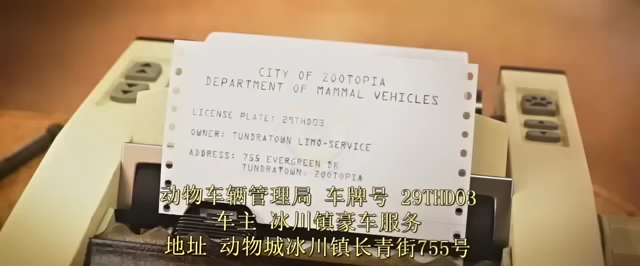 CITY OF ZOOTOPIA
DEPARTMENT OF MAMMAL VEHICLES
LICENSE PLATE: 29THD03
OWNER: TUNDRATOWN LIMO-SERVICE
ADDRESS: 755 EVERGREEN DR
TUNDRATOWN, ZOOTOPIA
动物车辆管理局 车牌号 29THD03
车主 冰川镇豪车服务
地址 动物城冰川镇长青街755号